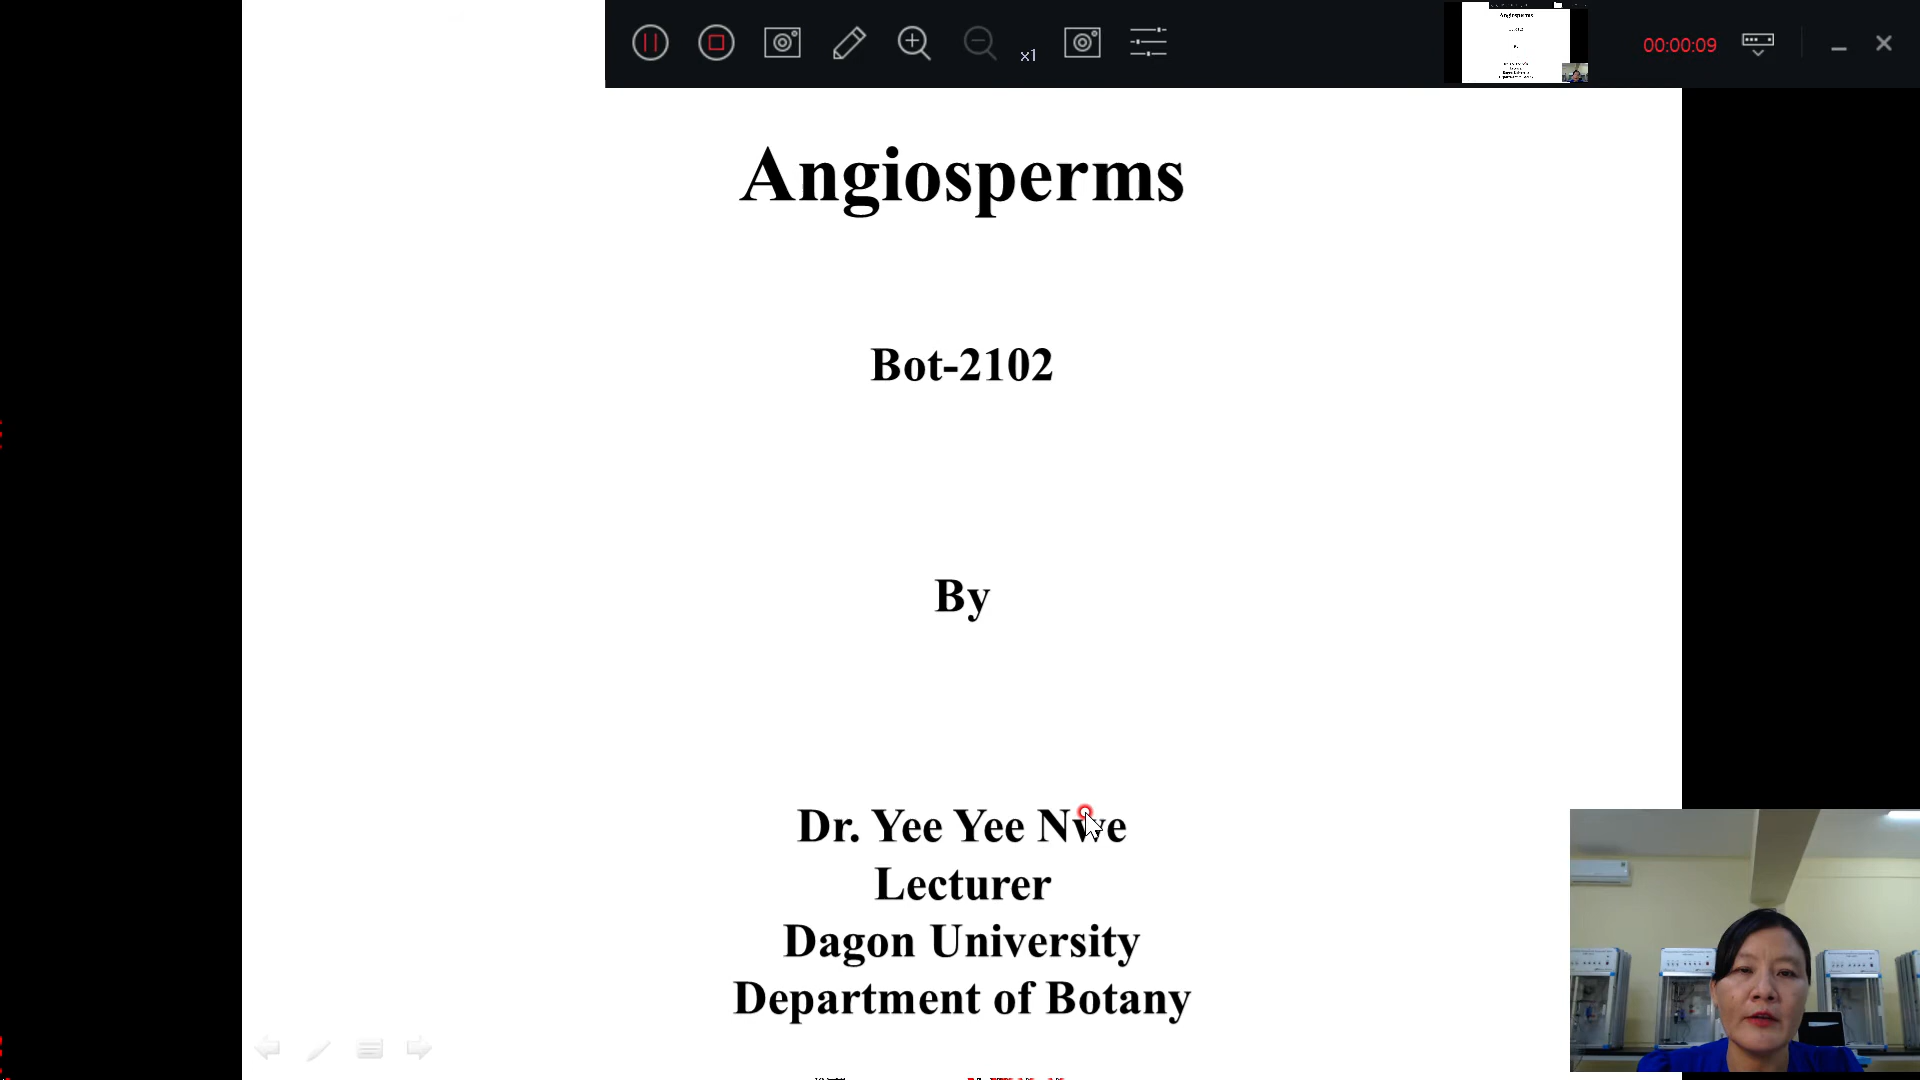 x1
00:00:09
Angiosperms
Bot-2102
By
Dr. Yee Yee Nwe
Lecturer
Dagon University
Department of Botany